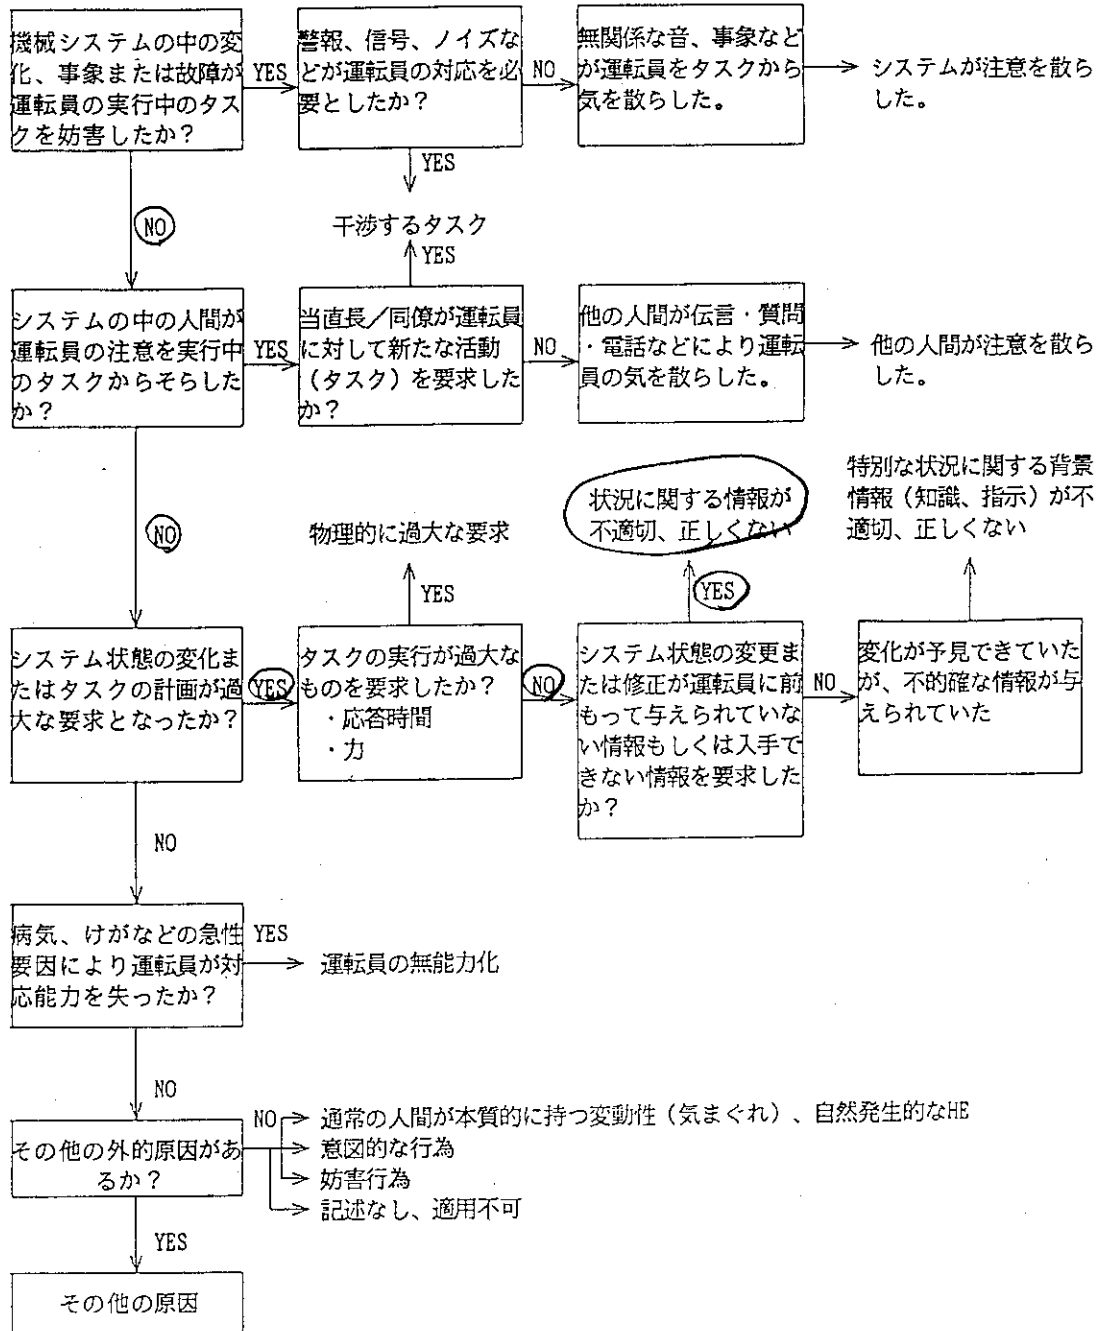 機械システムの中の変
化、事象または故障が
運転員の実行中のタス
クを妨害したか？
YES
警報、信号、ノイズな
どが運転員の対応を必
要としたか？
NO
無関係な音、事象など
が運転員をタスクから
気を散らした。
システムが注意を散ら
した。
YES
NO
干渉するタスク
YES
システムの中の人間が
運転員の注意を実行中
のタスクからそらした
か？
YES
当直長／同僚が運転員
に対して新たな活動
（タスク）を要求した
か？
NO
他の人間が伝言・質問
・電話などにより運転
員の気を散らした。
他の人間が注意を散ら
した。
NO
物理的に過大な要求
状況に関する情報が
不適切、正しくない
特別な状況に関する背景
情報（知識、指示）が不
適切、正しくない
YES
YES
システム状態の変化ま
たはタスクの計画が過
大な要求となったか？
YES
タスクの実行が過大な
ものを要求したか？
・応答時間
・力
NO
システム状態の変更ま
たは修正が運転員に前
もって与えられていな
い情報もしくは入手で
きない情報を要求した
か？
NO
変化が予見できていた
が、不的確な情報が与
えられていた
NO
病気、けがなどの急性
要因により運転員が対
応能力を失ったか？
YES
運転員の無能力化
NO
その他の外的原因があ
るか？
NO
通常の人間が本質的に持つ変動性（気まぐれ）、自然発生的なHE
意図的な行為
妨害行為
記述なし、適用不可
YES
その他の原因